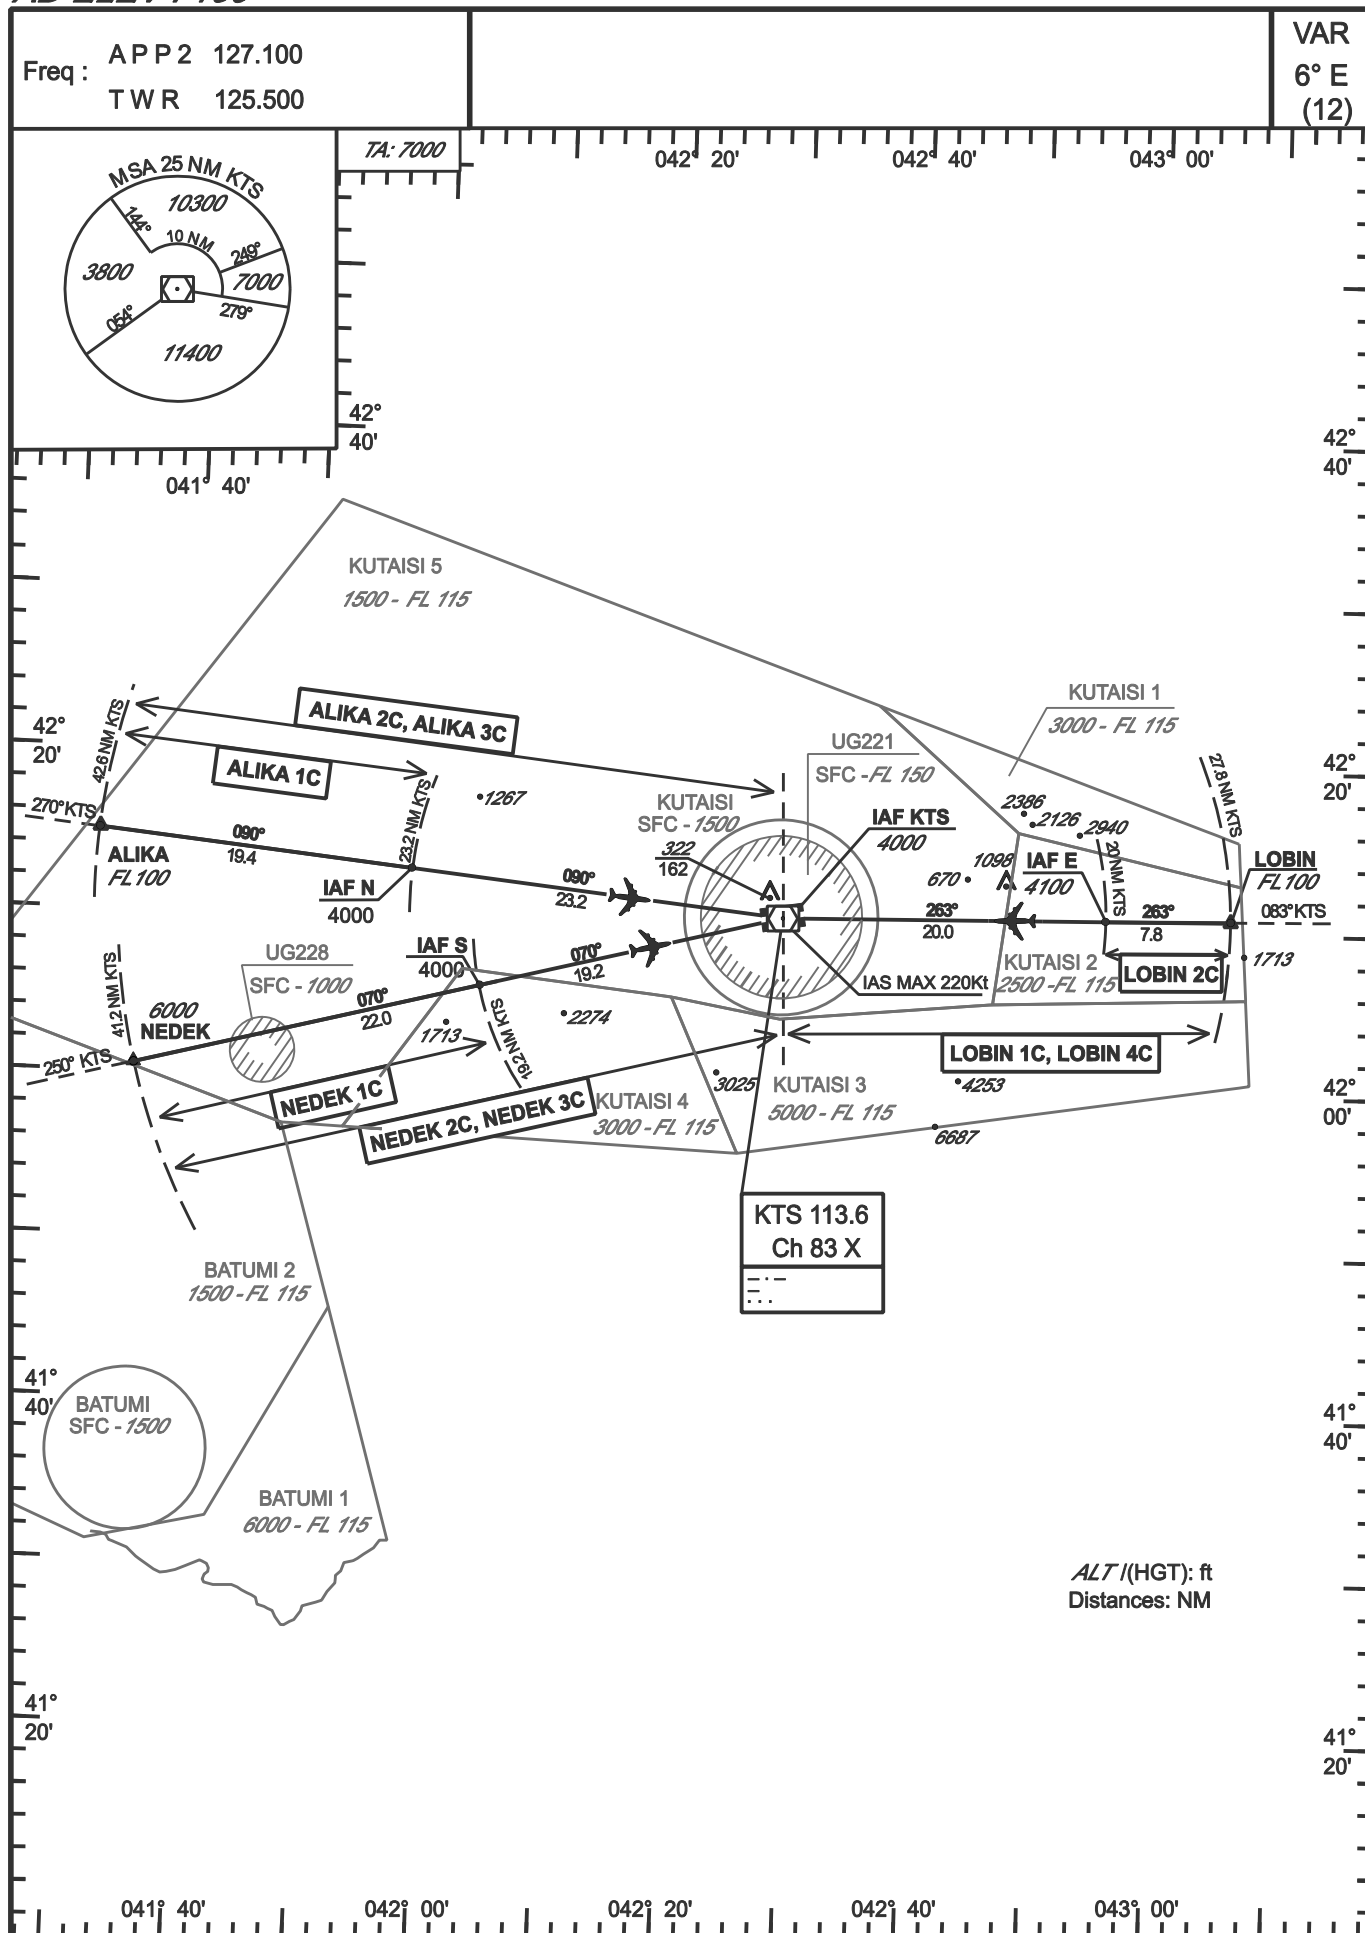 Freq :
APP2 127.100
TWR 125.500
VAR
6° E
(12)
TA: 7000
MSA 25 NM KTS
10300
144°
10 NM
249°
3800
7000
279°
054°
11400
042° 20'
042° 40'
043° 00'
42°
40'
42°
40'
041° 40'
KUTAISI 5
1500 - FL 115
KUTAISI 1
3000 - FL 115
42°
20'
42°
20'
ALIKA 2C, ALIKA 3C
ALIKA 1C
42.6 NM KTS
23.2 NM KTS
27.8 NM KTS
UG221
SFC - FL 150
1267
KUTAISI
SFC - 1500
322
162
IAF KTS
4000
2386
2126
2940
1098
670
IAF E
4100
20 NM KTS
LOBIN
FL100
270° KTS
ALIKA
FL100
090°
19.4
IAF N
4000
090°
23.2
263°
20.0
263°
7.8
083° KTS
IAF S
4000
070°
19.2
UG228
SFC - 1000
41.2 NM KTS
6000
NEDEK
250° KTS
070°
22.0
1713
19.2 NM KTS
2274
IAS MAX 220Kt
KUTAISI 2
2500 - FL 115
LOBIN 2C
1713
LOBIN 1C, LOBIN 4C
NEDEK 1C
NEDEK 2C, NEDEK 3C
KUTAISI 4
3000 - FL 115
3025
KUTAISI 3
5000 - FL 115
4253
6687
42°
00'
KTS 113.6
Ch 83 X
BATUMI 2
1500 - FL 115
41°
40'
41°
40'
BATUMI
SFC - 1500
BATUMI 1
6000 - FL 115
ALT /(HGT): ft
Distances: NM
41°
20'
41°
20'
041° 40'
042° 00'
042° 20'
042° 40'
043° 00'